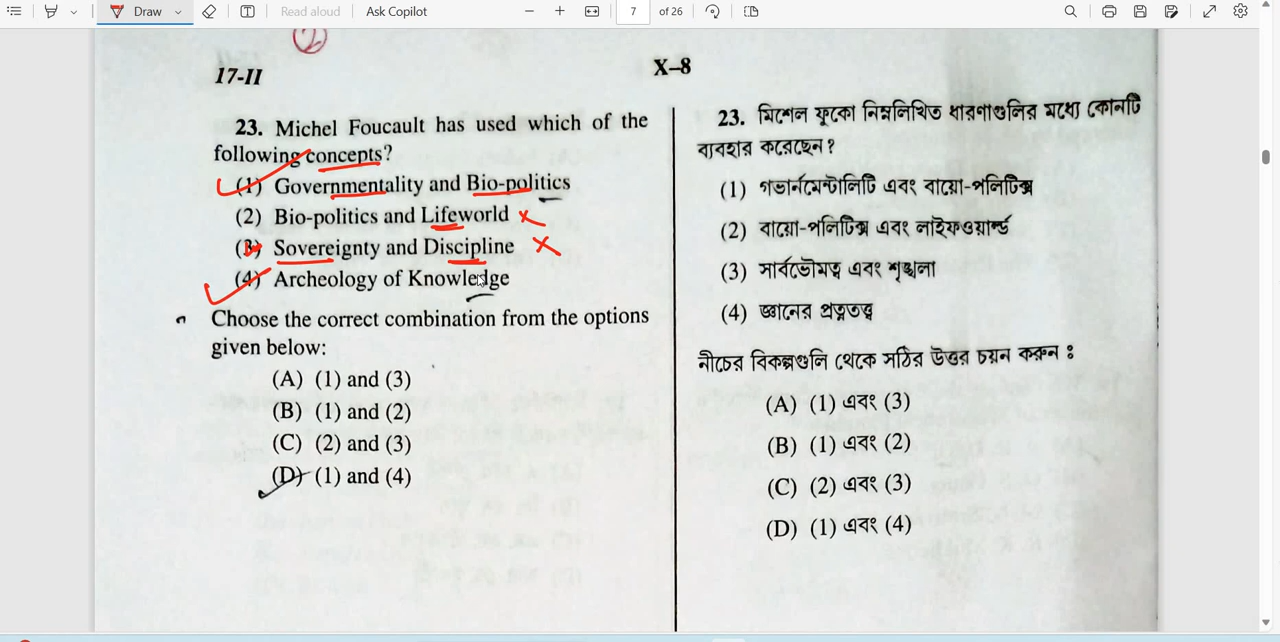 Draw
Read aloud
Ask Copilot
7
of 26
17-II
X–8
23. Michel Foucault has used which of the
following concepts?
(1) Governmentality and Bio-politics
(2) Bio-politics and Lifeworld
(3) Sovereignty and Discipline
(4) Archeology of Knowledge
Choose the correct combination from the options
given below:
(A) (1) and (3)
(B) (1) and (2)
(C) (2) and (3)
(D) (1) and (4)
23. মিশেল ফুকো নিম্নলিখিত ধারণাগুলির মধ্যে কোনটি
ব্যবহার করেছেন?
(1) গভার্নমেন্টালিটি এবং বায়ো-পলিটিক্স
(2) বায়ো-পলিটিক্স এবং লাইফওয়ার্ল্ড
(3) সার্বভৌমত্ব এবং শৃঙ্খলা
(4) জ্ঞানের প্রত্নতত্ত্ব
নীচের বিকল্পগুলি থেকে সঠির উত্তর চয়ন করুন ঃ
(A) (1) এবং (3)
(B) (1) এবং (2)
(C) (2) এবং (3)
(D) (1) এবং (4)